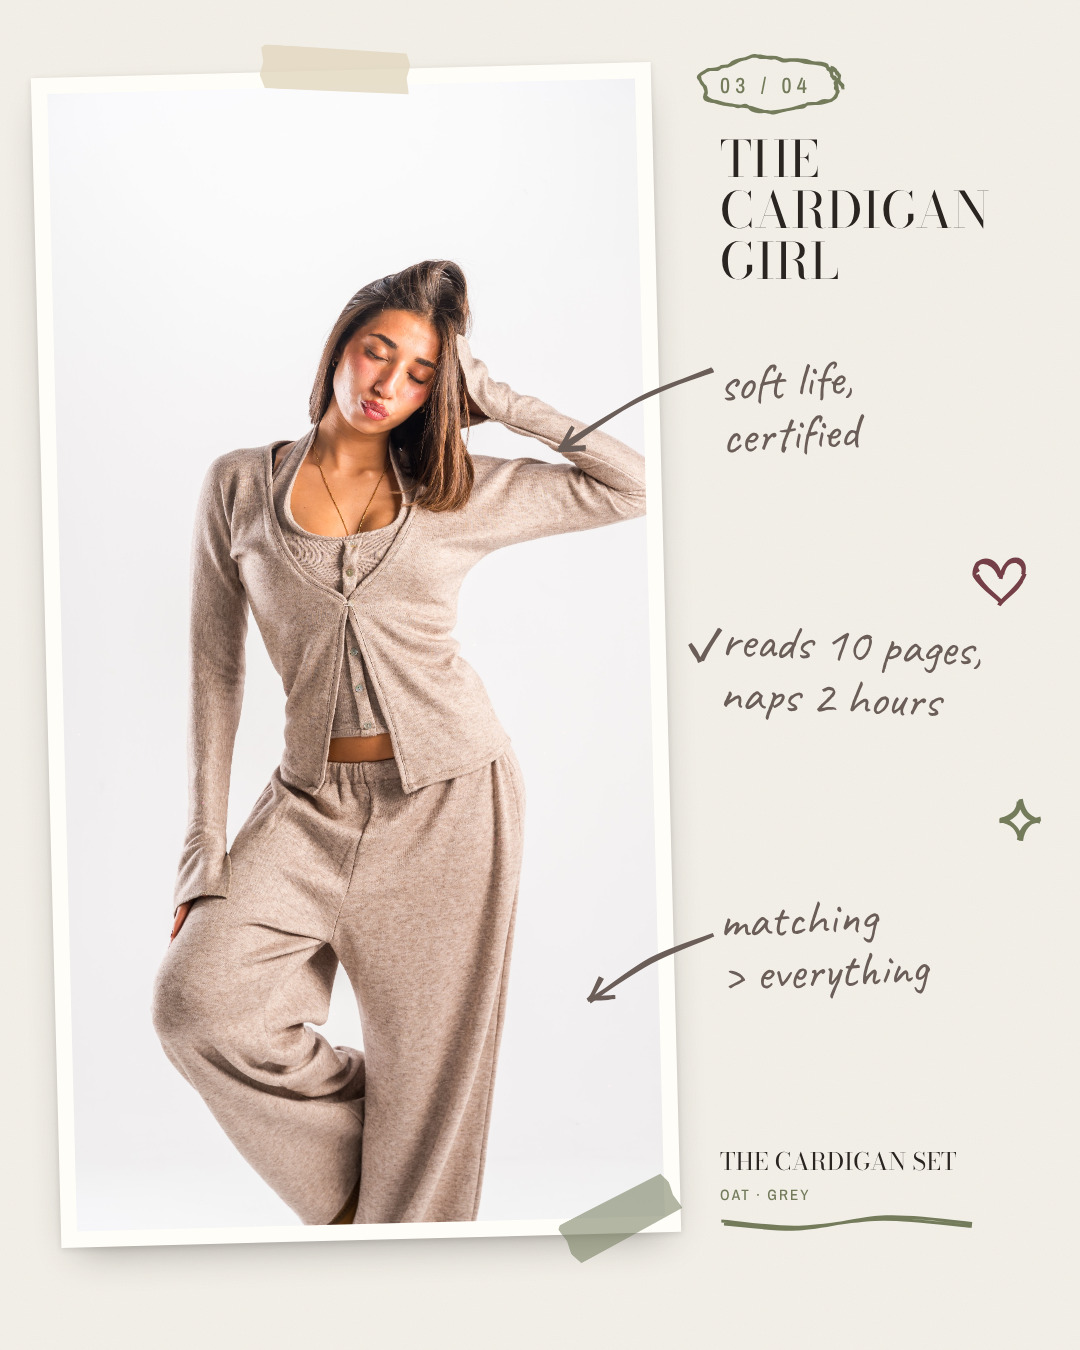 03 / 04
THE
CARDIGAN
GIRL
soft life,
certified
reads 10 pages,
naps 2 hours
matching
> everything
THE CARDIGAN SET
OAT · GREY